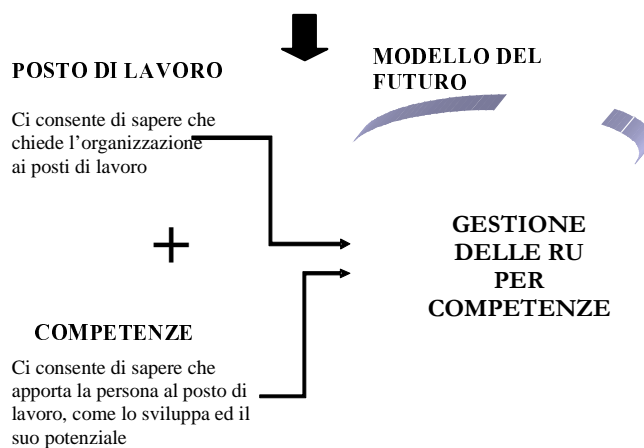 POSTO DI LAVORO
Ci consente di sapere che
chiede l’organizzazione
ai posti di lavoro
+
COMPETENZE
Ci consente di sapere che
apporta la persona al posto di
lavoro, come lo sviluppa ed il
suo potenziale
MODELLO DEL
FUTURO
GESTIONE
DELLE RU
PER
COMPETENZE